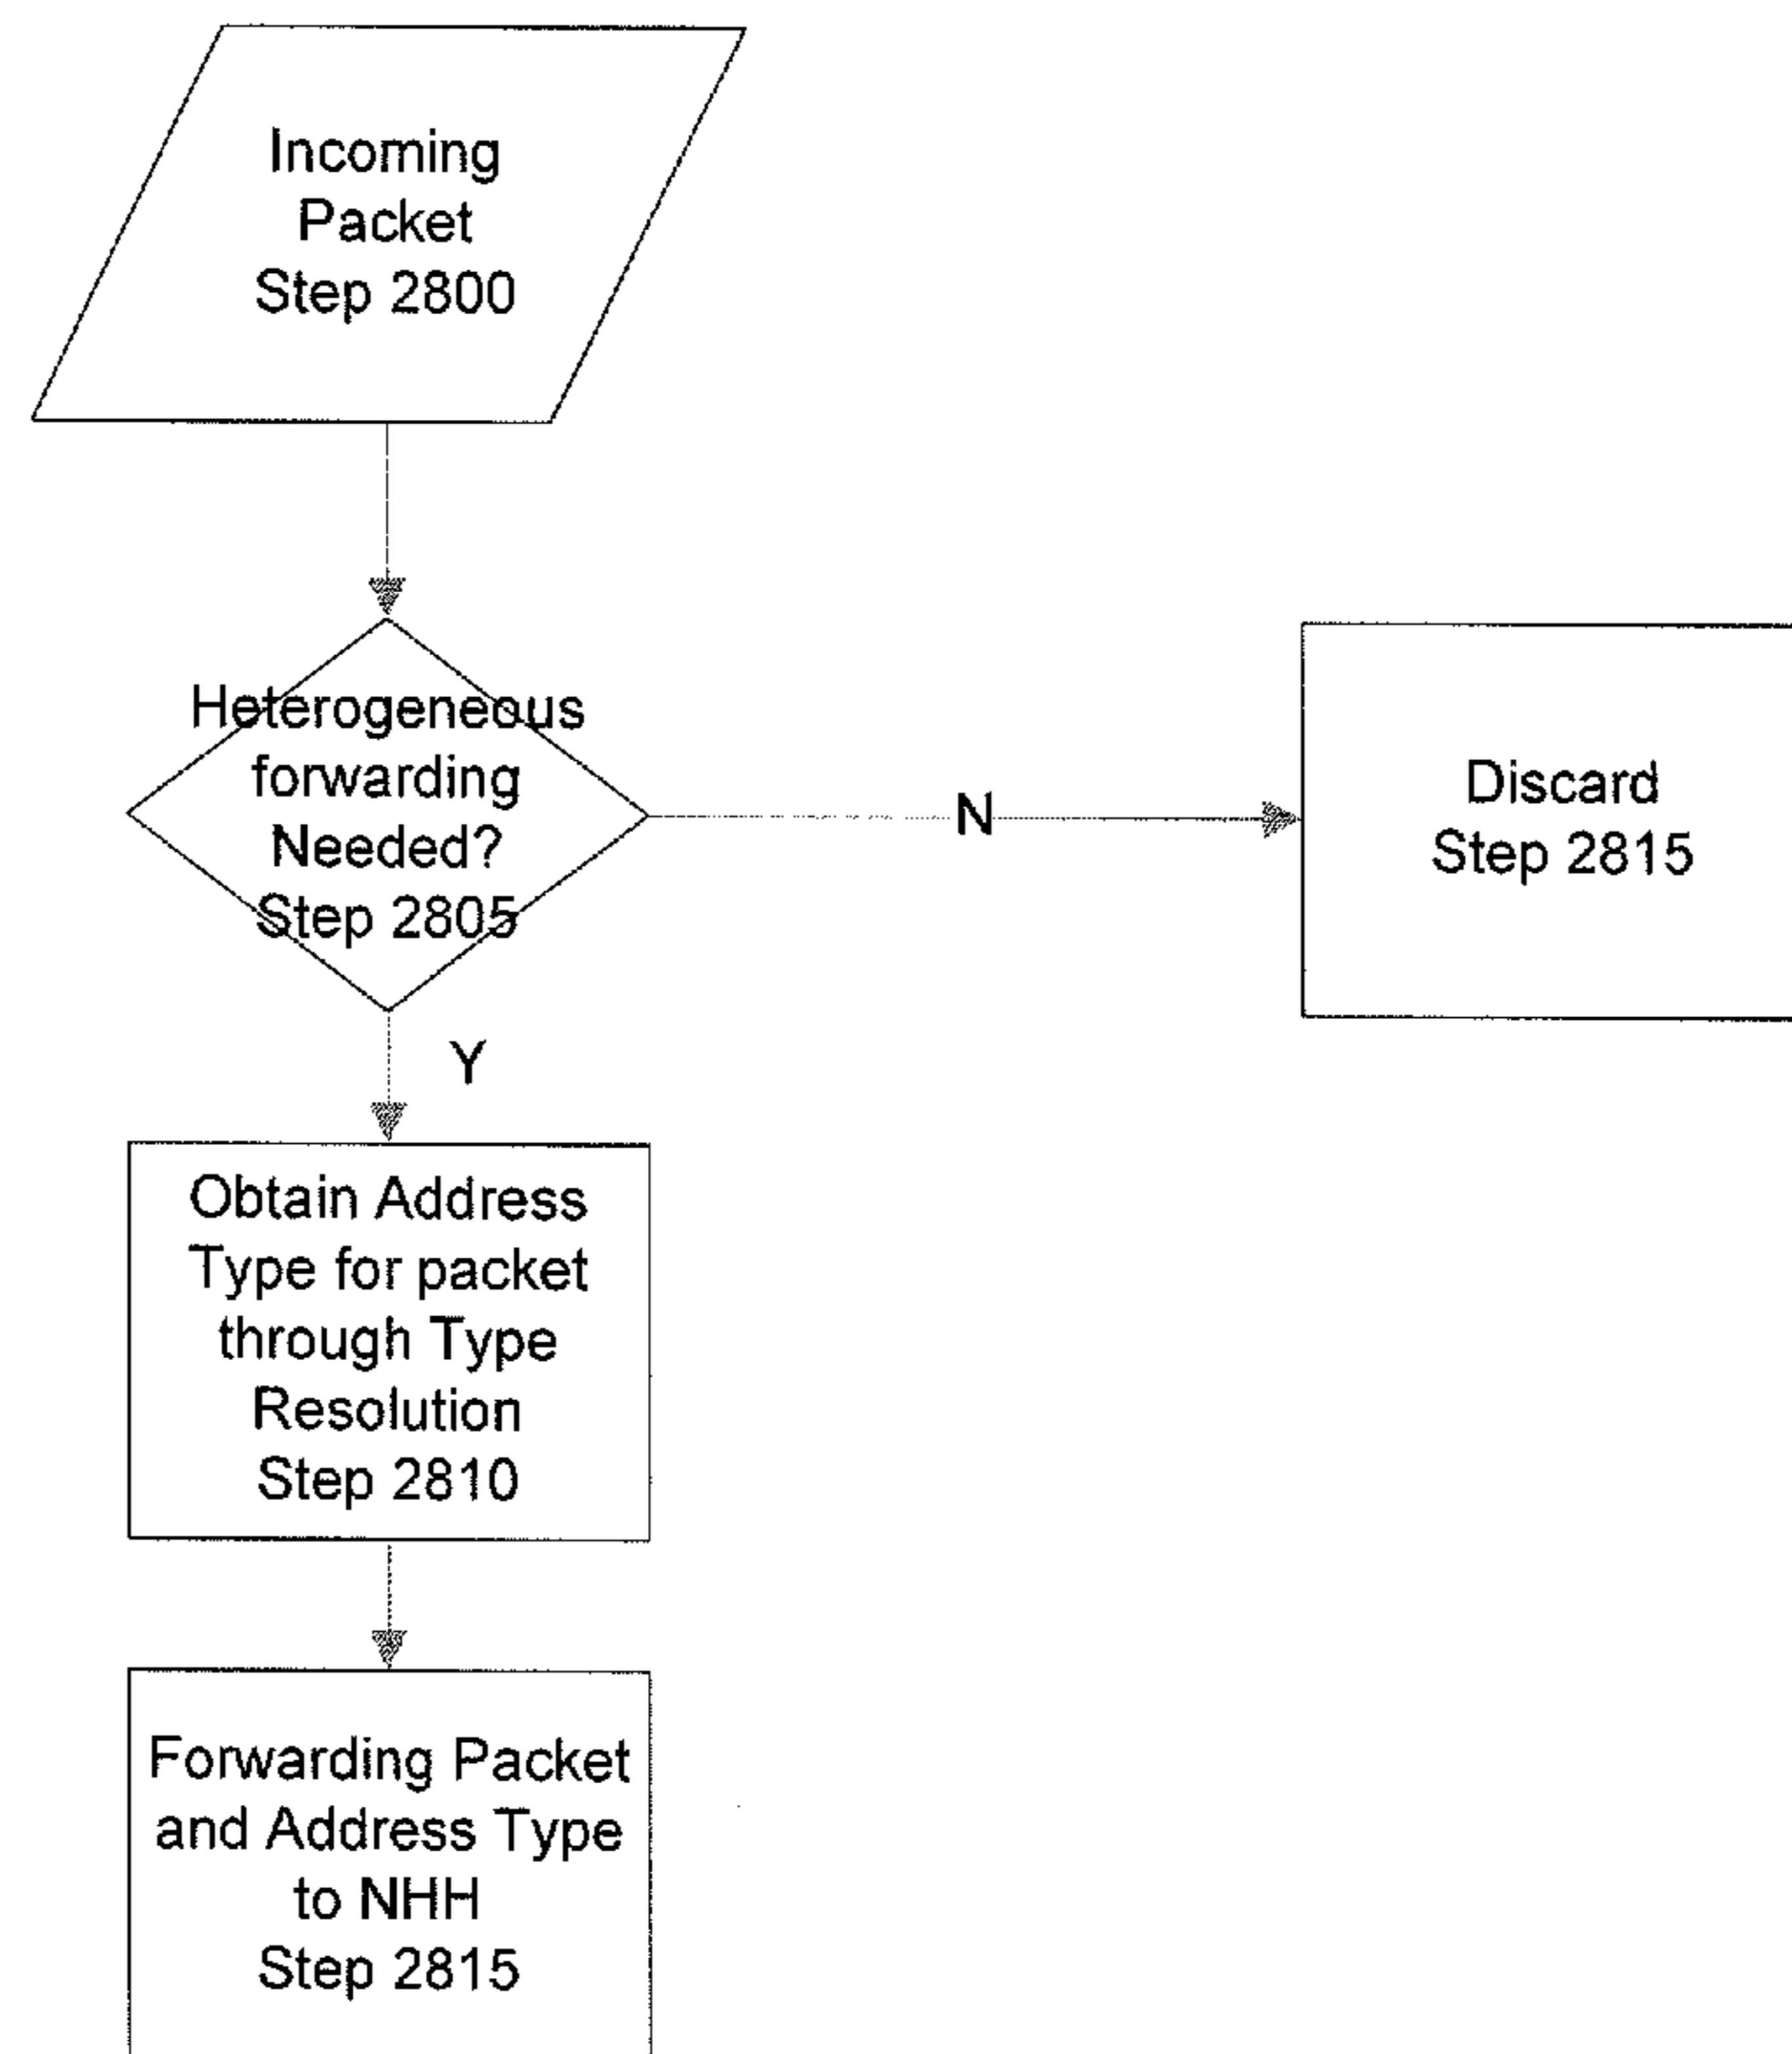 Incoming
Packet
Step 2800
Heterogeneous
forwarding
Needed?
Step 2805
N
Discard
Step 2815
Y
Obtain Address
Type for packet
through Type
Resolution
Step 2810
Forwarding Packet
and Address Type
to NHH
Step 2815